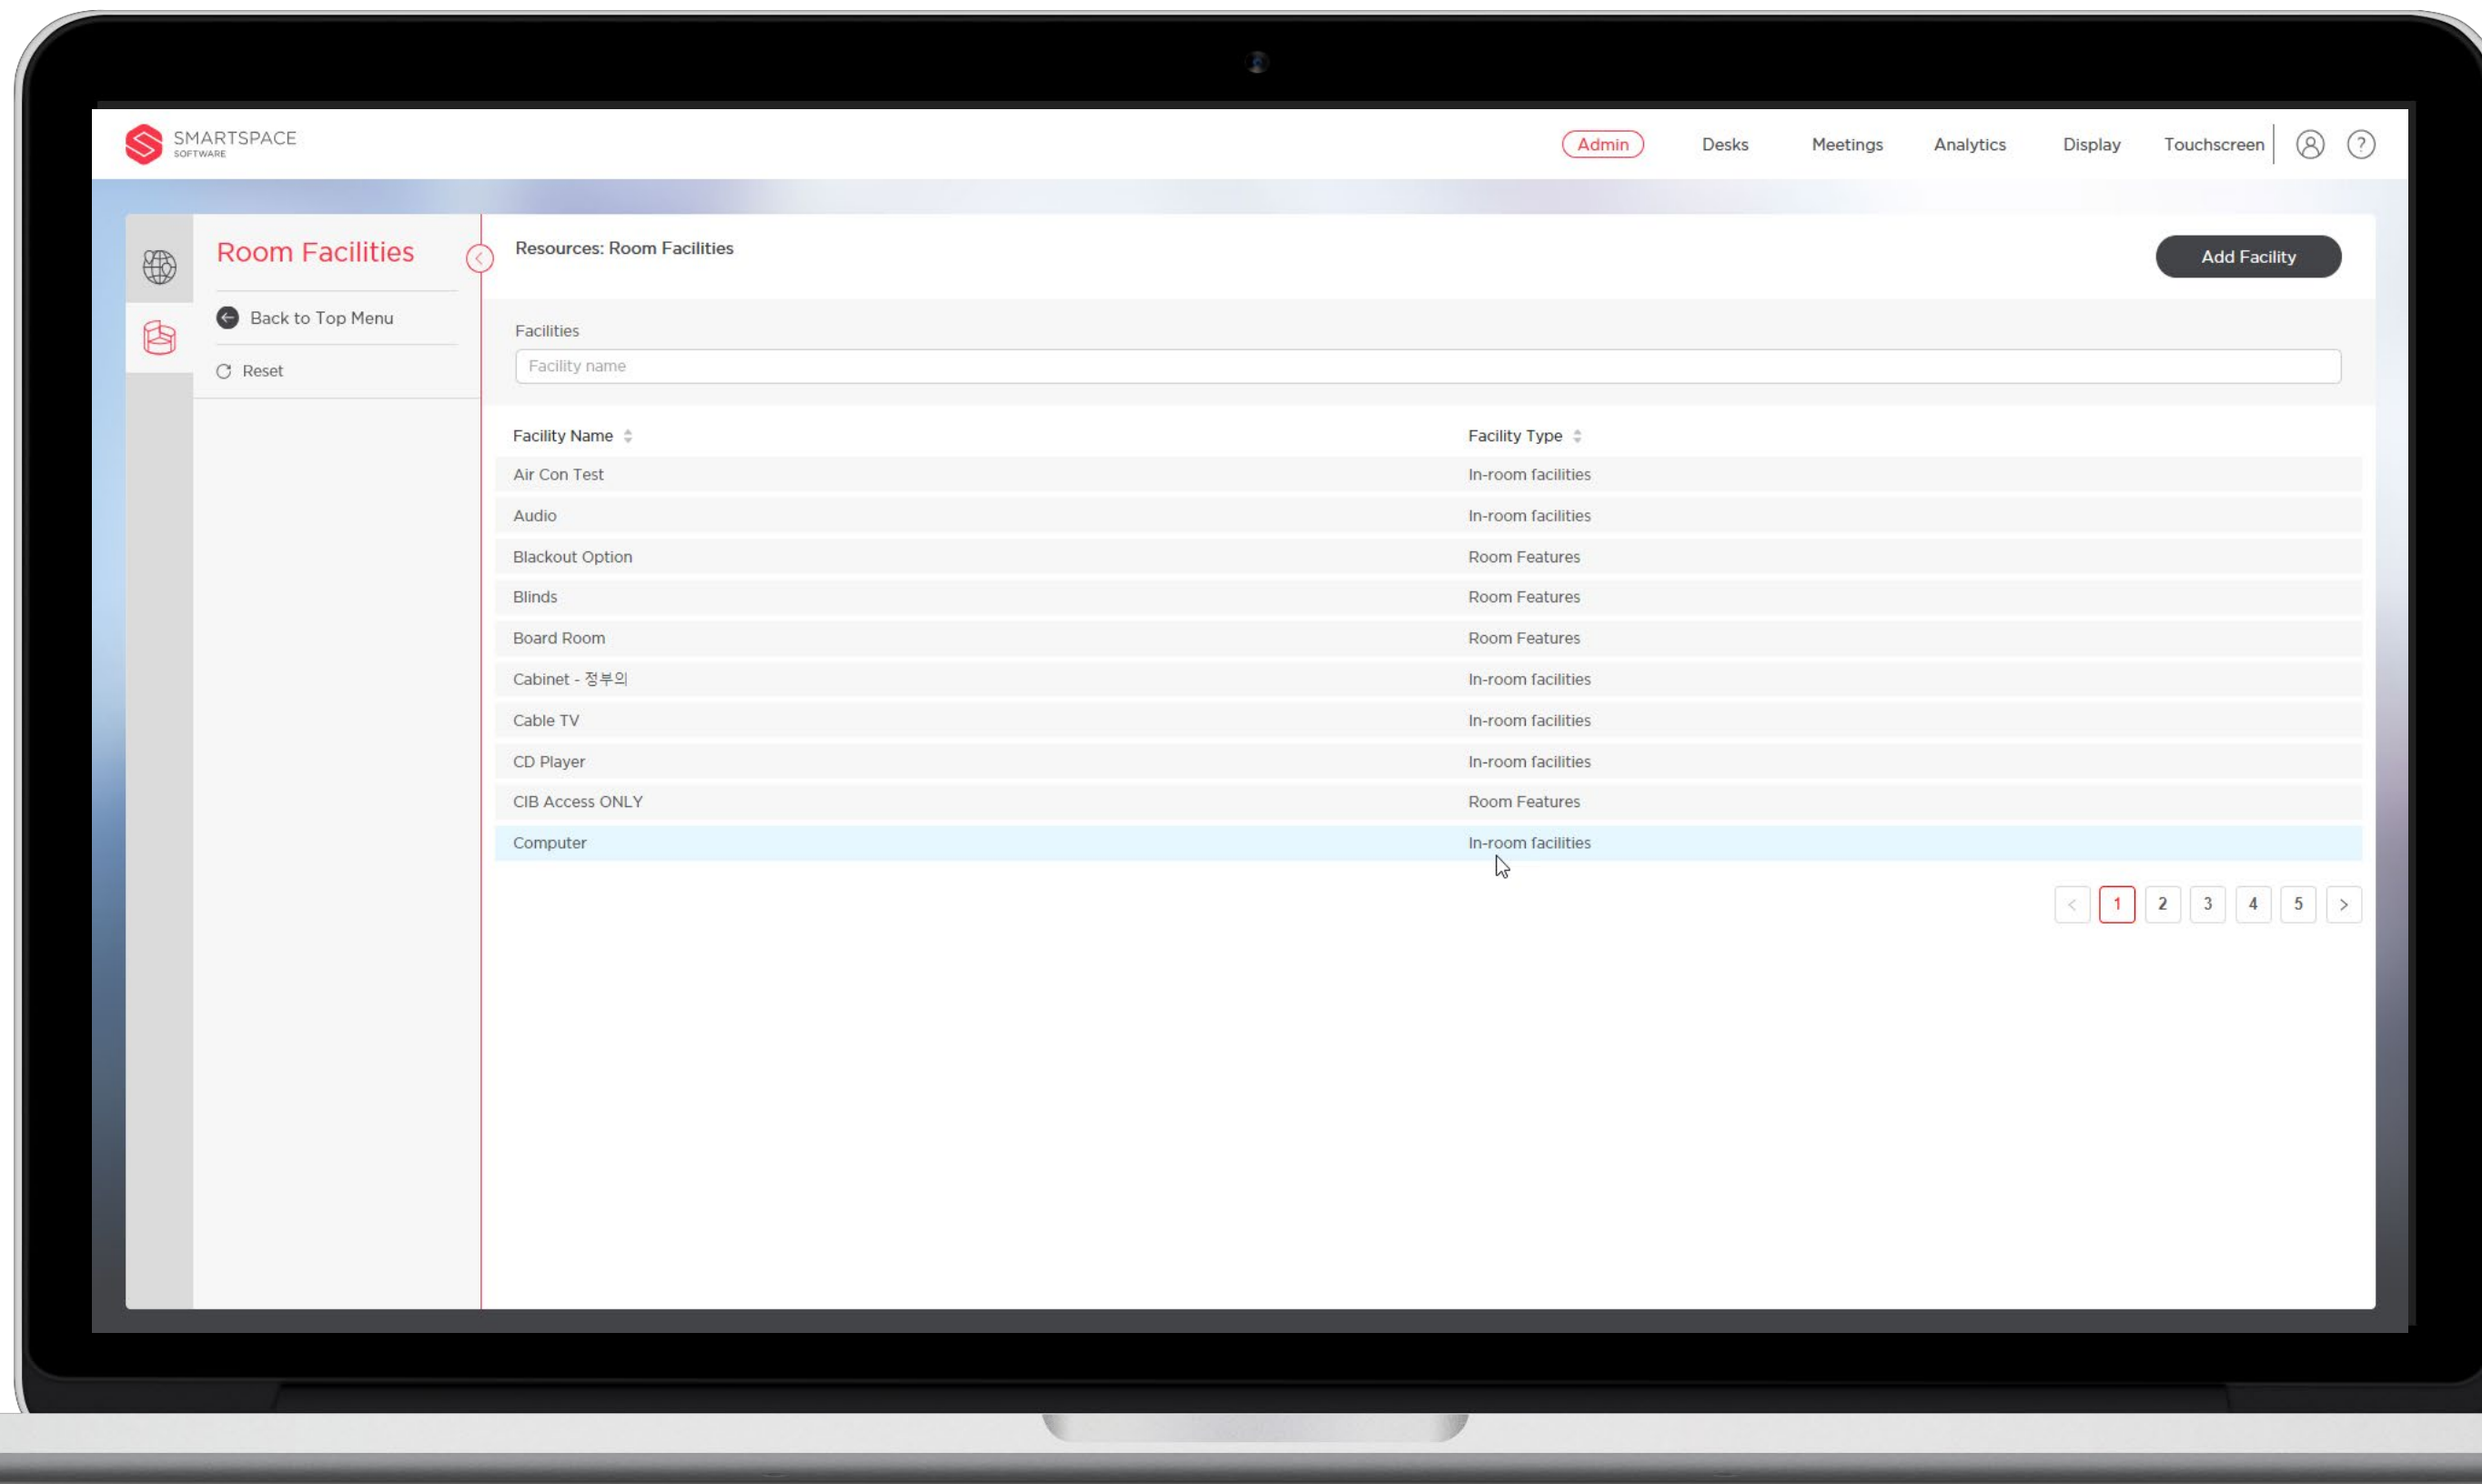 SMARTSPACE
SOFTWARE
Admin Desks Meetings Analytics Display Touchscreen ?
Room Facilities
Back to Top Menu
Reset
Resources: Room Facilities
Add Facility
Facilities
Facility name
Facility Name Facility Type
Air Con Test In-room facilities
Audio In-room facilities
Blackout Option Room Features
Blinds Room Features
Board Room Room Features
Cabinet - 정부의 In-room facilities
Cable TV In-room facilities
CD Player In-room facilities
CIB Access ONLY Room Features
Computer In-room facilities
< 1 2 3 4 5 >